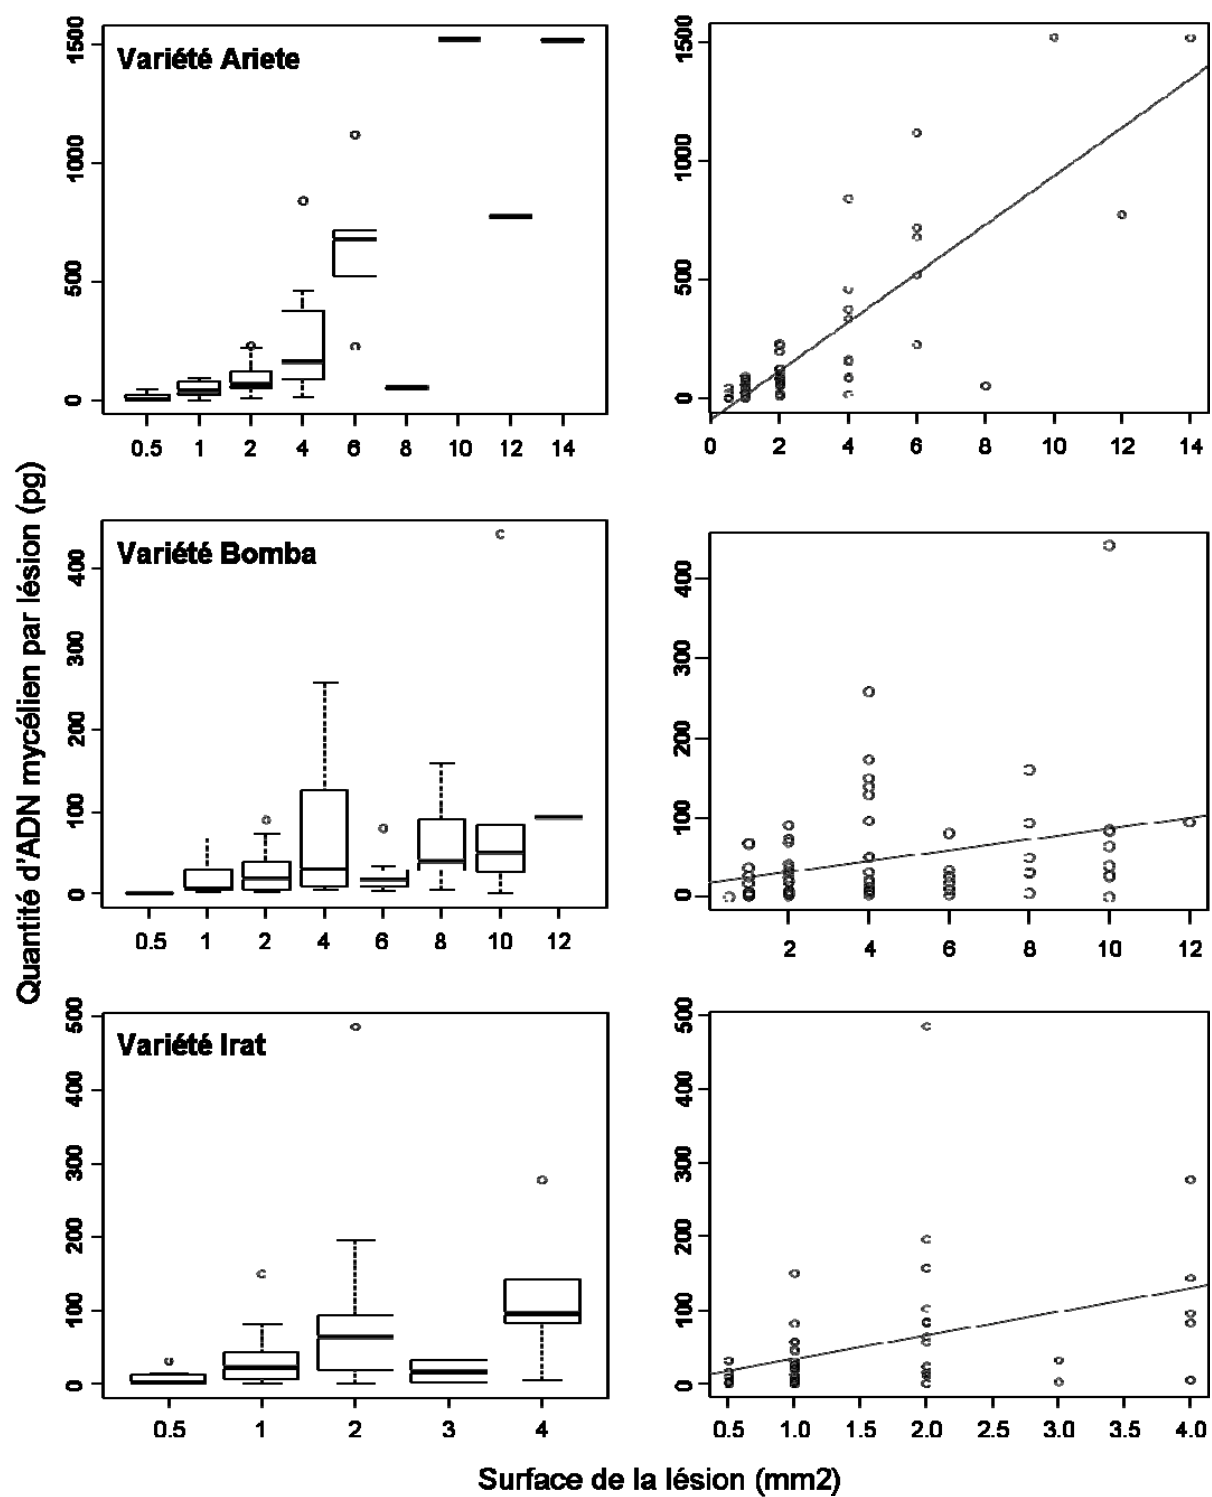 Quantité d'ADN mycélien par lésion (pg)
Variété Ariete
0 500 1000 1500
0.5 1 2 4 6 8 10 12 14
0 500 1000 1500
0 2 4 6 8 10 12 14
Variété Bomba
0 100 200 300 400
0.5 1 2 4 6 8 10 12
0 100 200 300 400
2 4 6 8 10 12
Variété Irat
0 100 200 300 400 500
0.5 1 2 3 4
0 100 200 300 400 500
0.5 1.0 1.5 2.0 2.5 3.0 3.5 4.0
Surface de la lésion (mm2)